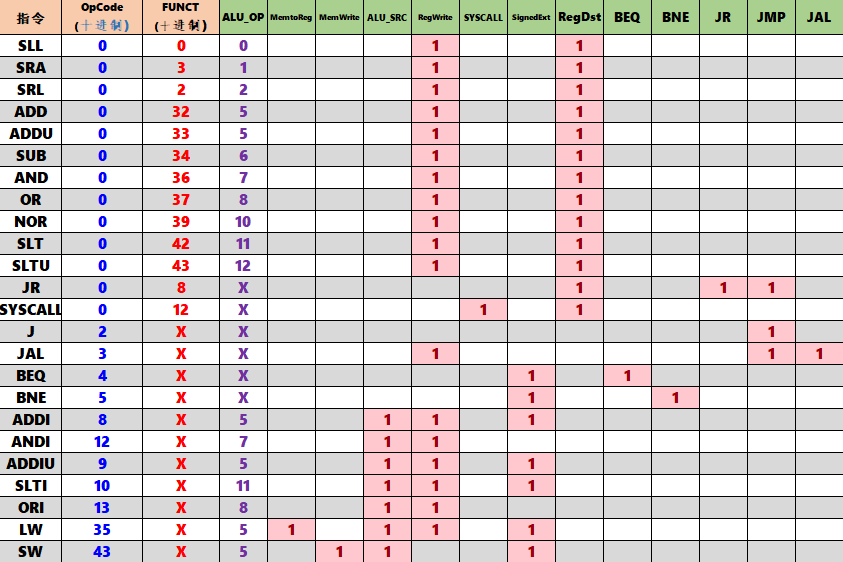 指令 OpCode (十进制) FUNCT (十进制) ALU_OP MemtoReg MemWrite ALU_SRC RegWrite SYSCALL SignedExt RegDst BEQ BNE JR JMP JAL
SLL 0 0 0 1 1
SRA 0 3 1 1 1
SRL 0 2 2 1 1
ADD 0 32 5 1 1
ADDU 0 33 5 1 1
SUB 0 34 6 1 1
AND 0 36 7 1 1
OR 0 37 8 1 1
NOR 0 39 10 1 1
SLT 0 42 11 1 1
SLTU 0 43 12 1 1
JR 0 8 X 1 1 1
SYSCALL 0 12 X 1 1
J 2 X X 1
JAL 3 X X 1 1 1
BEQ 4 X X 1 1
BNE 5 X X 1 1
ADDI 8 X 5 1 1 1
ANDI 12 X 7 1 1
ADDIU 9 X 5 1 1 1
SLTI 10 X 11 1 1 1
ORI 13 X 8 1 1
LW 35 X 5 1 1 1 1
SW 43 X 5 1 1 1